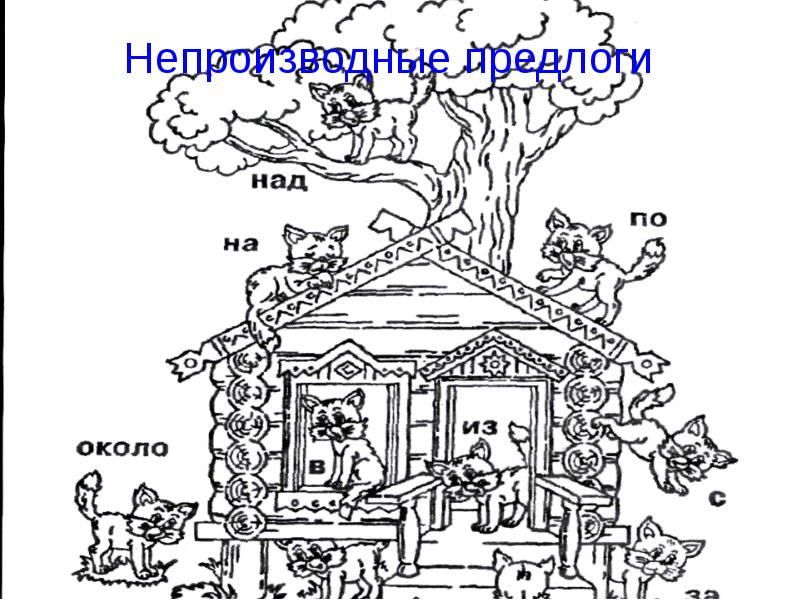 Непроизводные предлоги
над
на
по
из
в
около
с
за